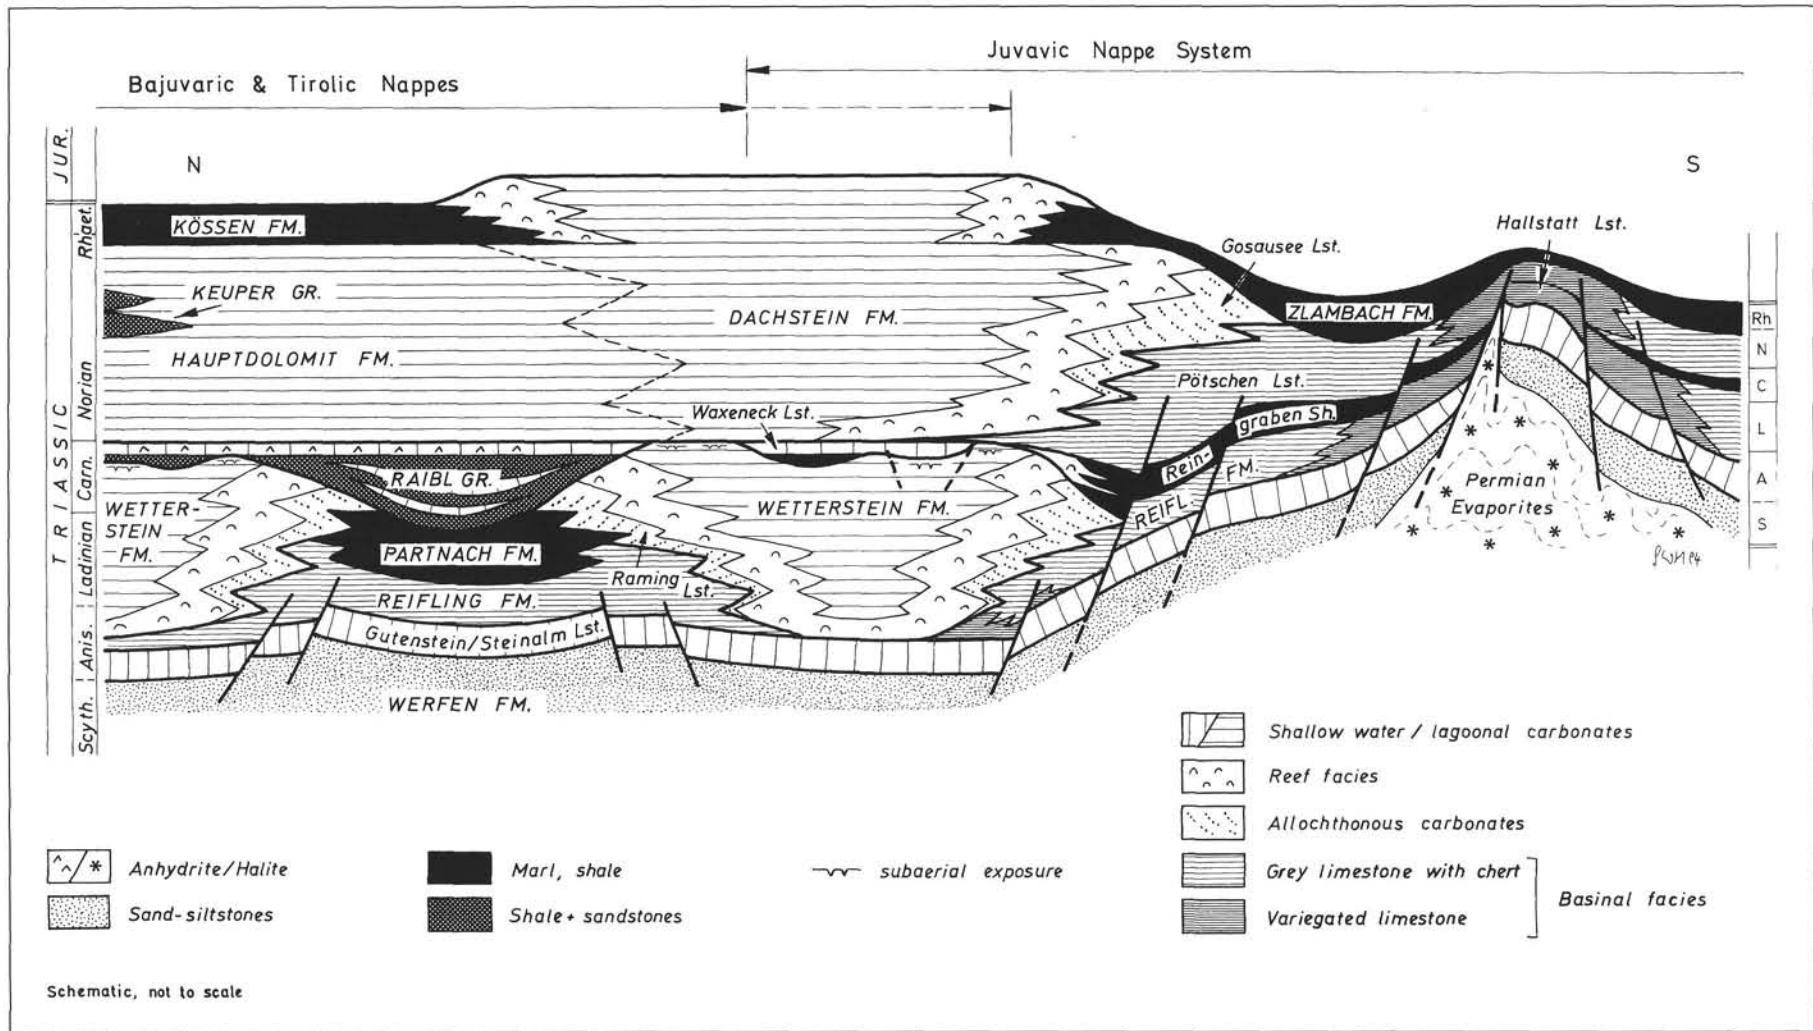 Juvavic Nappe System
Bajuvaric & Tirolic Nappes
JUR.
N
S
TRIASSIC
Rhaet.
Norian
Carn.
Ladinian
Anis.
Scyth.
KÖSSEN FM.
KEUPER GR.
HAUPTDOLOMIT FM.
DACHSTEIN FM.
Gosausee Lst.
Hallstatt Lst.
ZLAMBACH FM.
Pötschen Lst.
Waxeneck Lst.
Rein-
graben Sh.
RAIBL GR.
WETTER-
STEIN
FM.
WETTERSTEIN FM.
REIFL.
FM.
PARTNACH FM.
Raming
Lst.
REIFLING FM.
Gutenstein/Steinalm Lst.
WERFEN FM.
Permian
Evaporites
Rh
N
C
L
A
S
Shallow water / lagoonal carbonates
Reef facies
Allochthonous carbonates
Grey limestone with chert
Variegated limestone
Basinal facies
Anhydrite/Halite
Sand-siltstones
Marl, shale
Shale + sandstones
subaerial exposure
Schematic, not to scale